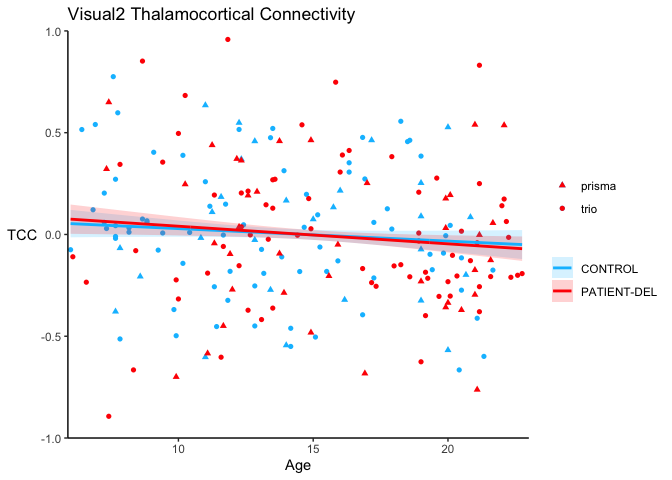 Visual2 Thalamocortical Connectivity
1.0
0.5
TCC
0.0
-0.5
-1.0
10
15
20
Age
prisma
trio
CONTROL
PATIENT-DEL